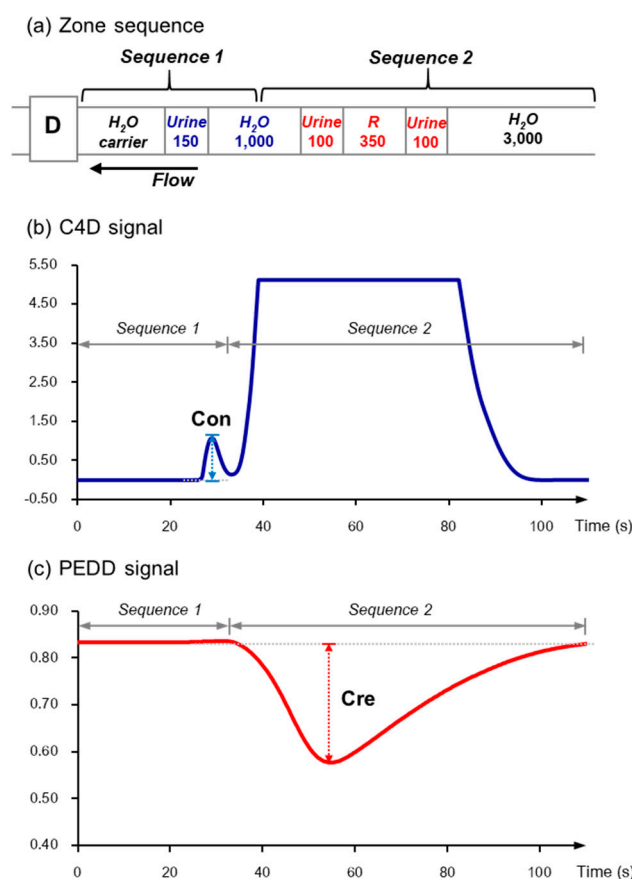 (a) Zone sequence
Sequence 1
Sequence 2
D
H₂O
carrier
Urine
150
H₂O
1,000
Urine
100
R
350
Urine
100
H₂O
3,000
Flow
(b) C4D signal
5.50
4.50
3.50
2.50
1.50
0.50
-0.50
Sequence 1
Sequence 2
Con
0 20 40 60 80 100 Time (s)
(c) PEDD signal
0.90
0.80
0.70
0.60
0.50
0.40
Sequence 1
Sequence 2
Cre
0 20 40 60 80 100 Time (s)